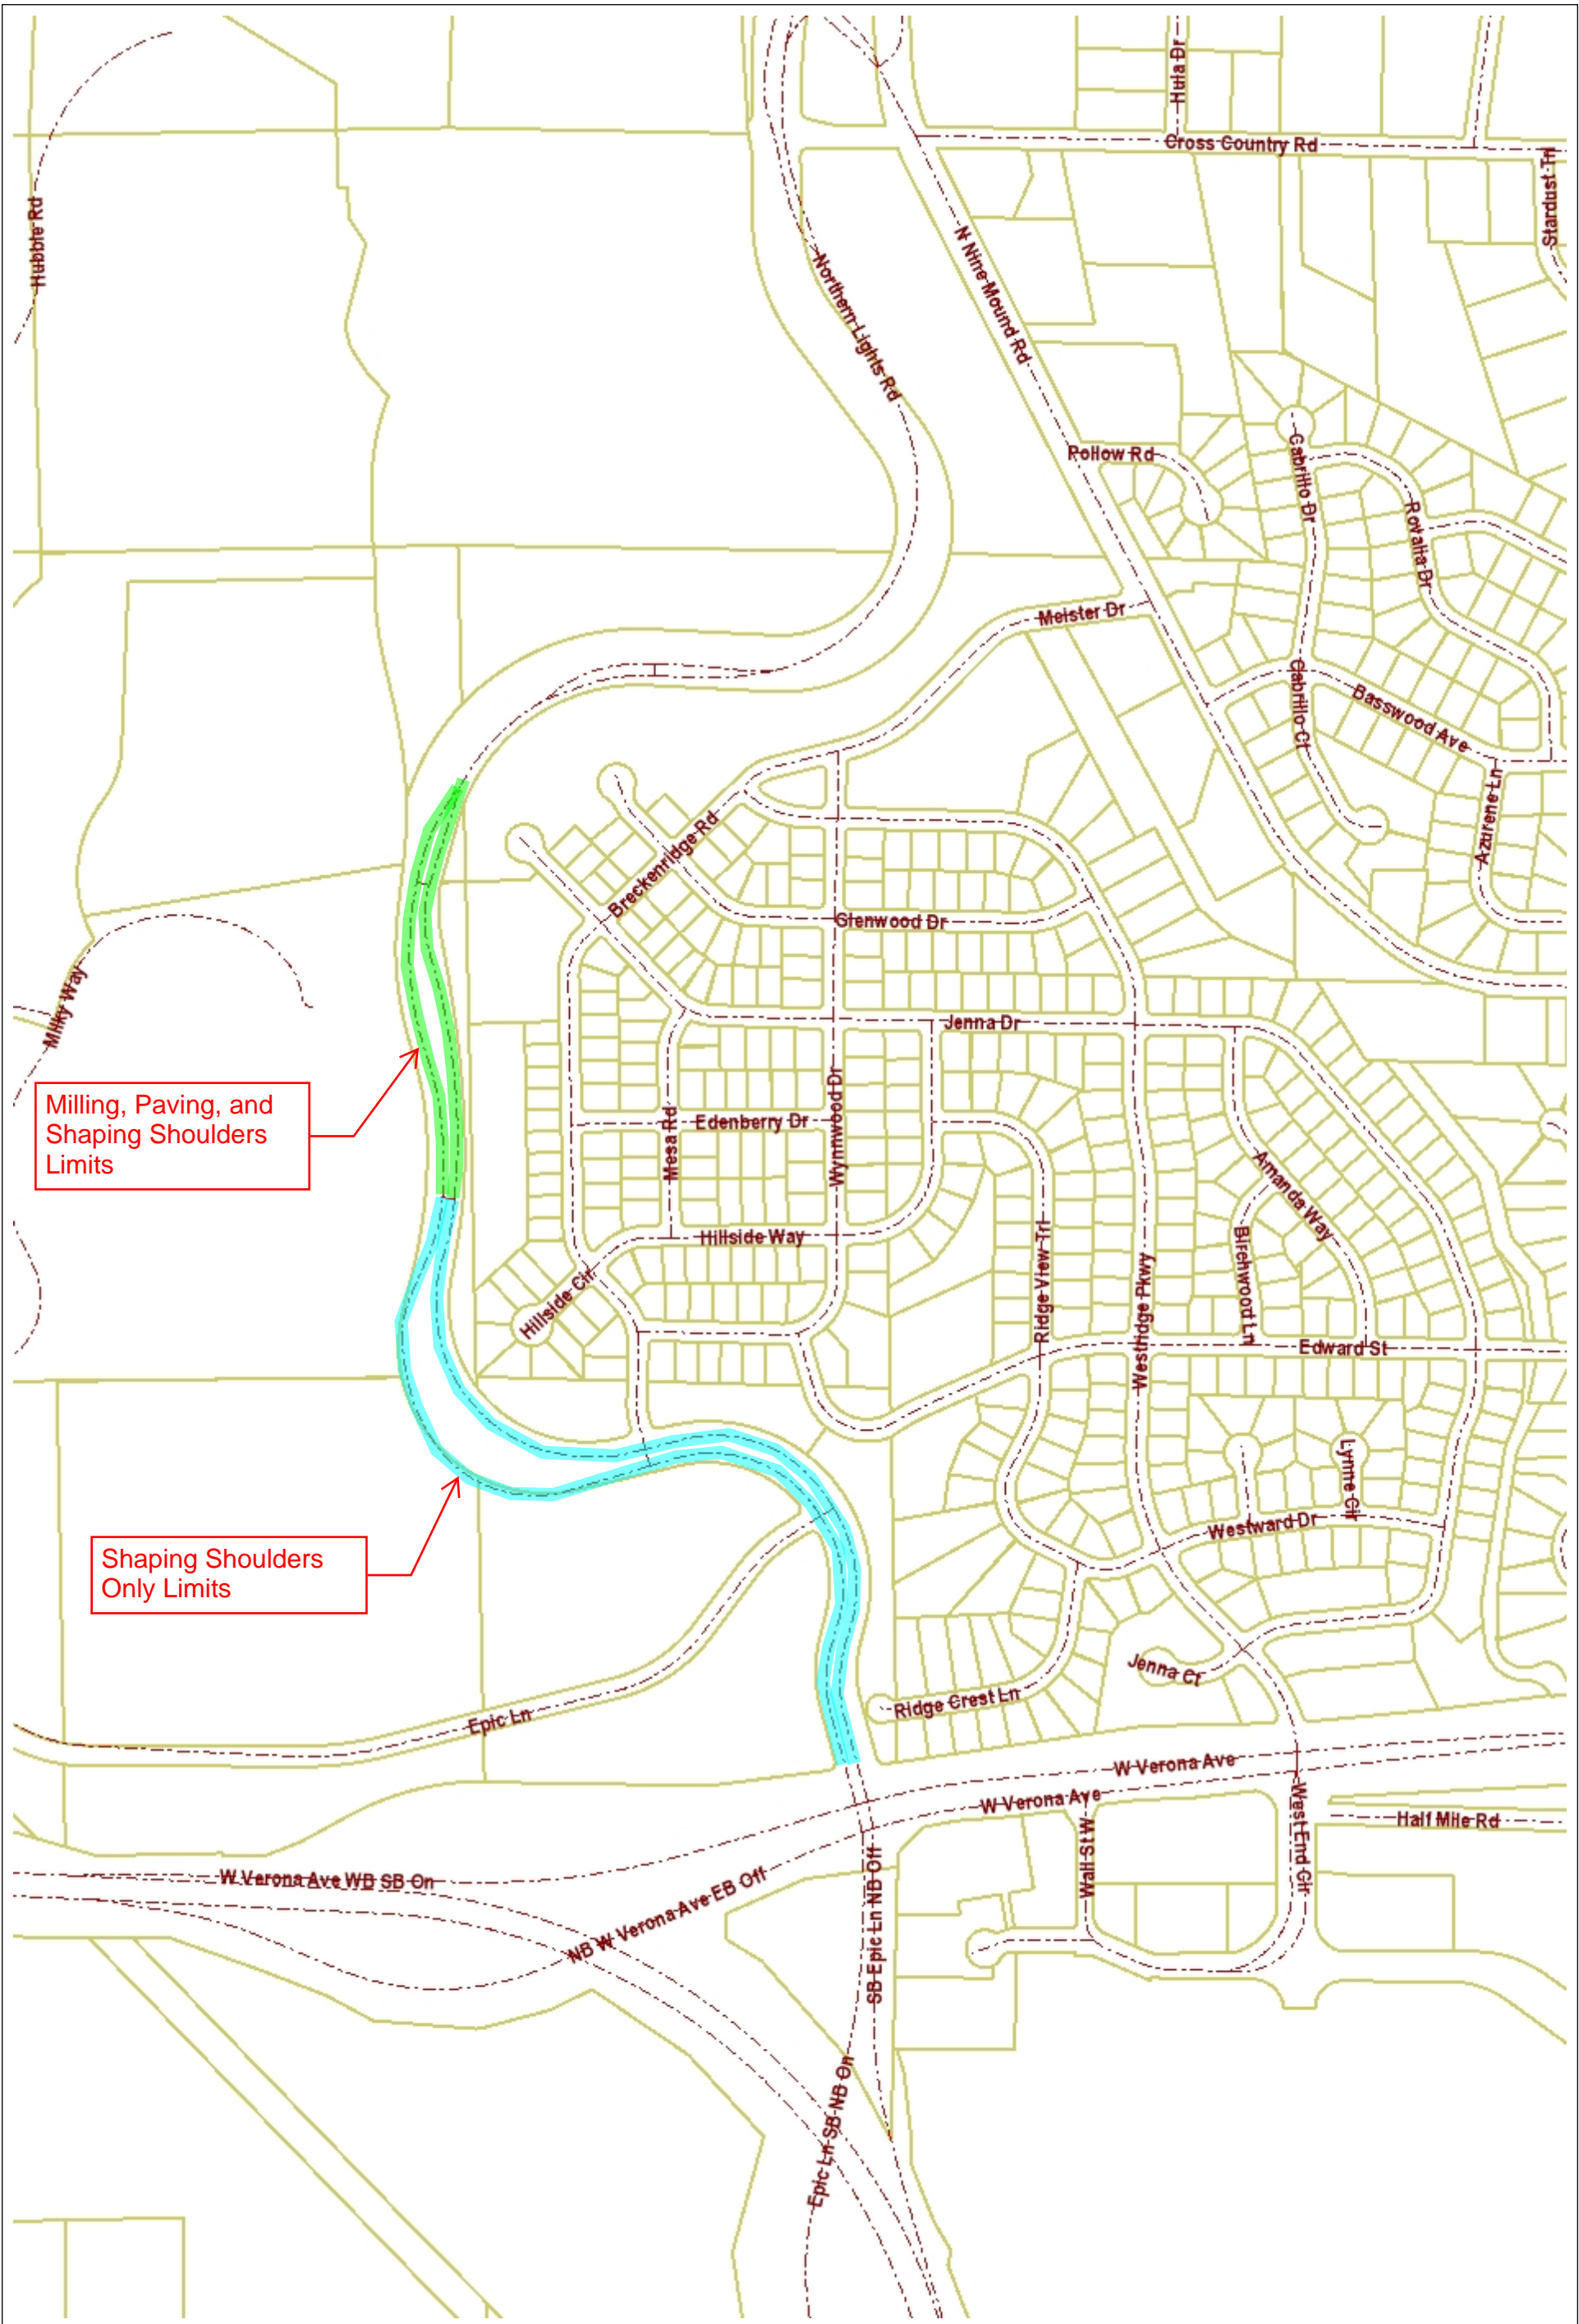 Hula Dr
Cross Country Rd
Stardust Trl
Hubble Rd
Northern Lights Rd
N Nine Mound Rd
Pollow Rd
Cabrillo Dr
Rovalia Dr
Meister Dr
Cabrillo Ct
Basswood Ave
Azurene Ln
Breckenridge Rd
Glenwood Dr
Milky Way
Jenna Dr
Milling, Paving, and
Shaping Shoulders
Limits
Mesa Rd
Edenberry Dr
Wynnwood Dr
Amanda Way
Hillside Way
Ridge View Trl
Birchwood Ln
Hillside Cir
Westridge Pkwy
Edward St
Lynne Cir
Westward Dr
Shaping Shoulders
Only Limits
Jenna Ct
Ridge Crest Ln
Epic Ln
W Verona Ave
W Verona Ave
West End Cir
Half Mile Rd
Wall St W
W Verona Ave WB SB On
NB W Verona Ave EB Off
SB Epic Ln NB Off
Epic Ln SB NB On